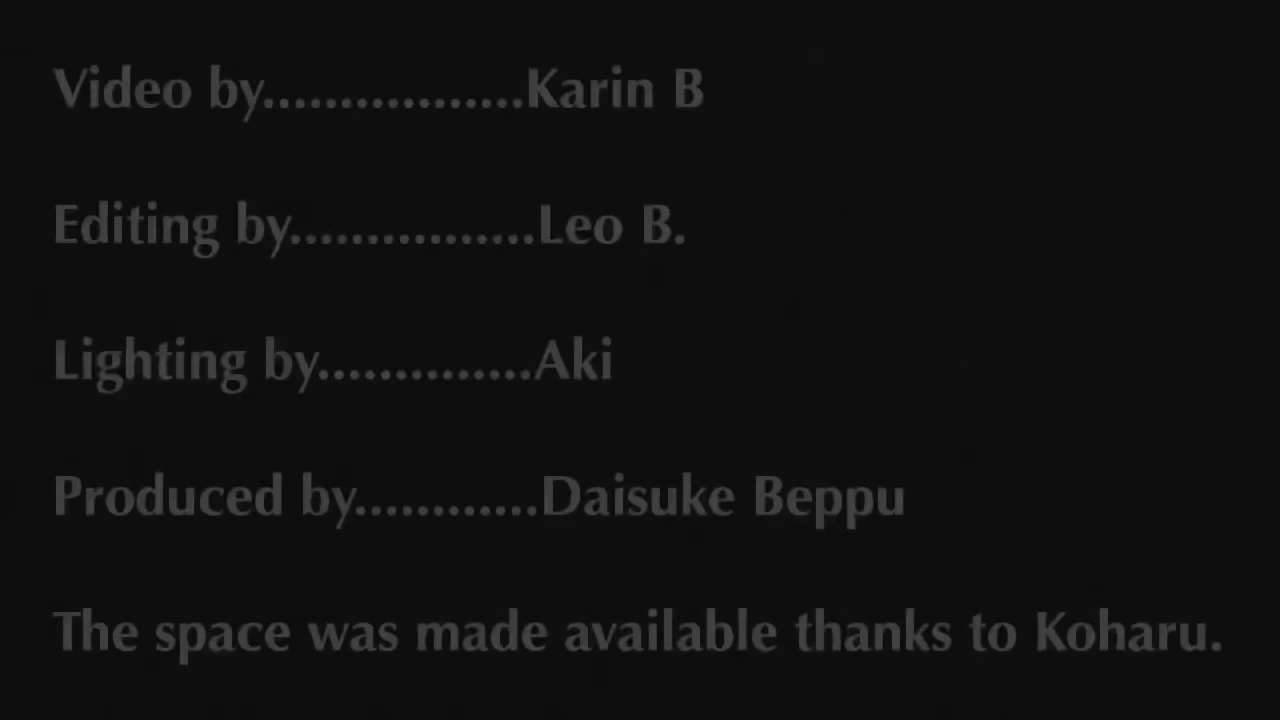 Video by.................Karin B
Editing by................Leo B.
Lighting by..............Aki
Produced by............Daisuke Beppu
The space was made available thanks to Koharu.